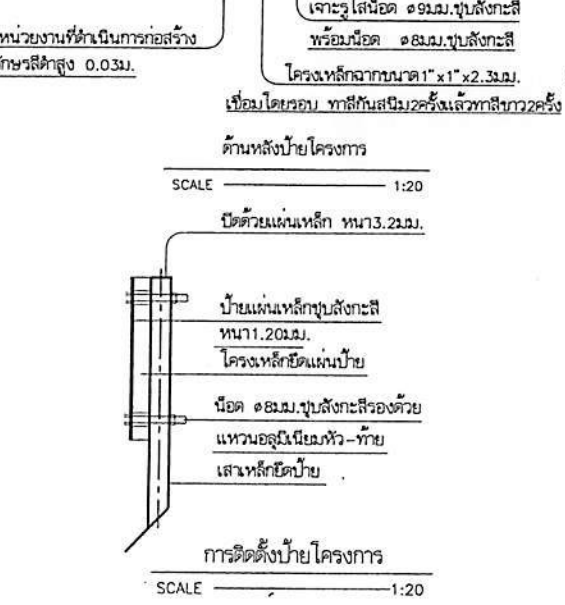 เจาะรูใส่น๊อต ø9มม.ชุบสังกะสี
หน่วยงานที่ดำเนินการก่อสร้าง
พร้อมน๊อต ø8มม.ชุบสังกะสี
อักษรสีดำสูง 0.03ม.
โครงเหล็กฉากขนาด1"x1"x2.3มม.
เชื่อมโดยรอบ ทาสีกันสนิม2ครั้งแล้วทาสีขาว2ครั้ง
ด้านหลังป้ายโครงการ
SCALE 1:20
ปิดด้วยแผ่นเหล็ก หนา3.2มม.
ป้ายแผ่นเหล็กชุบสังกะสี
หนา1.20มม.
โครงเหล็กยึดแผ่นป้าย
น๊อต ø8มม.ชุบสังกะสีรองด้วย
แหวนอลูมิเนียมหัว-ท้าย
เสาเหล็กยึดป้าย
การติดตั้งป้ายโครงการ
SCALE 1:20